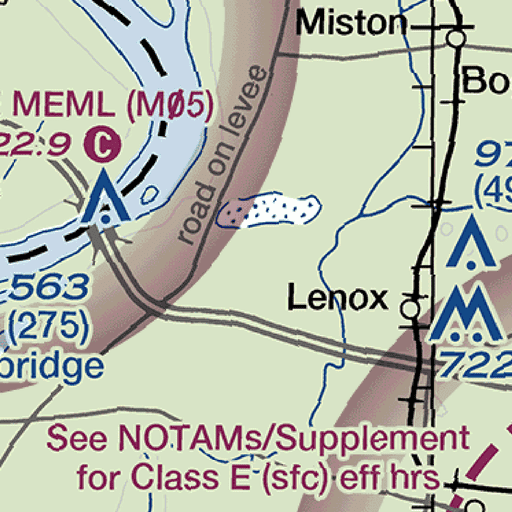 Miston
Bo
MEML (MØ5)
22.9 C
road on levee
97
(49
563
(275)
bridge
Lenox
722
See NOTAMs/Supplement
for Class E (sfc) eff hrs